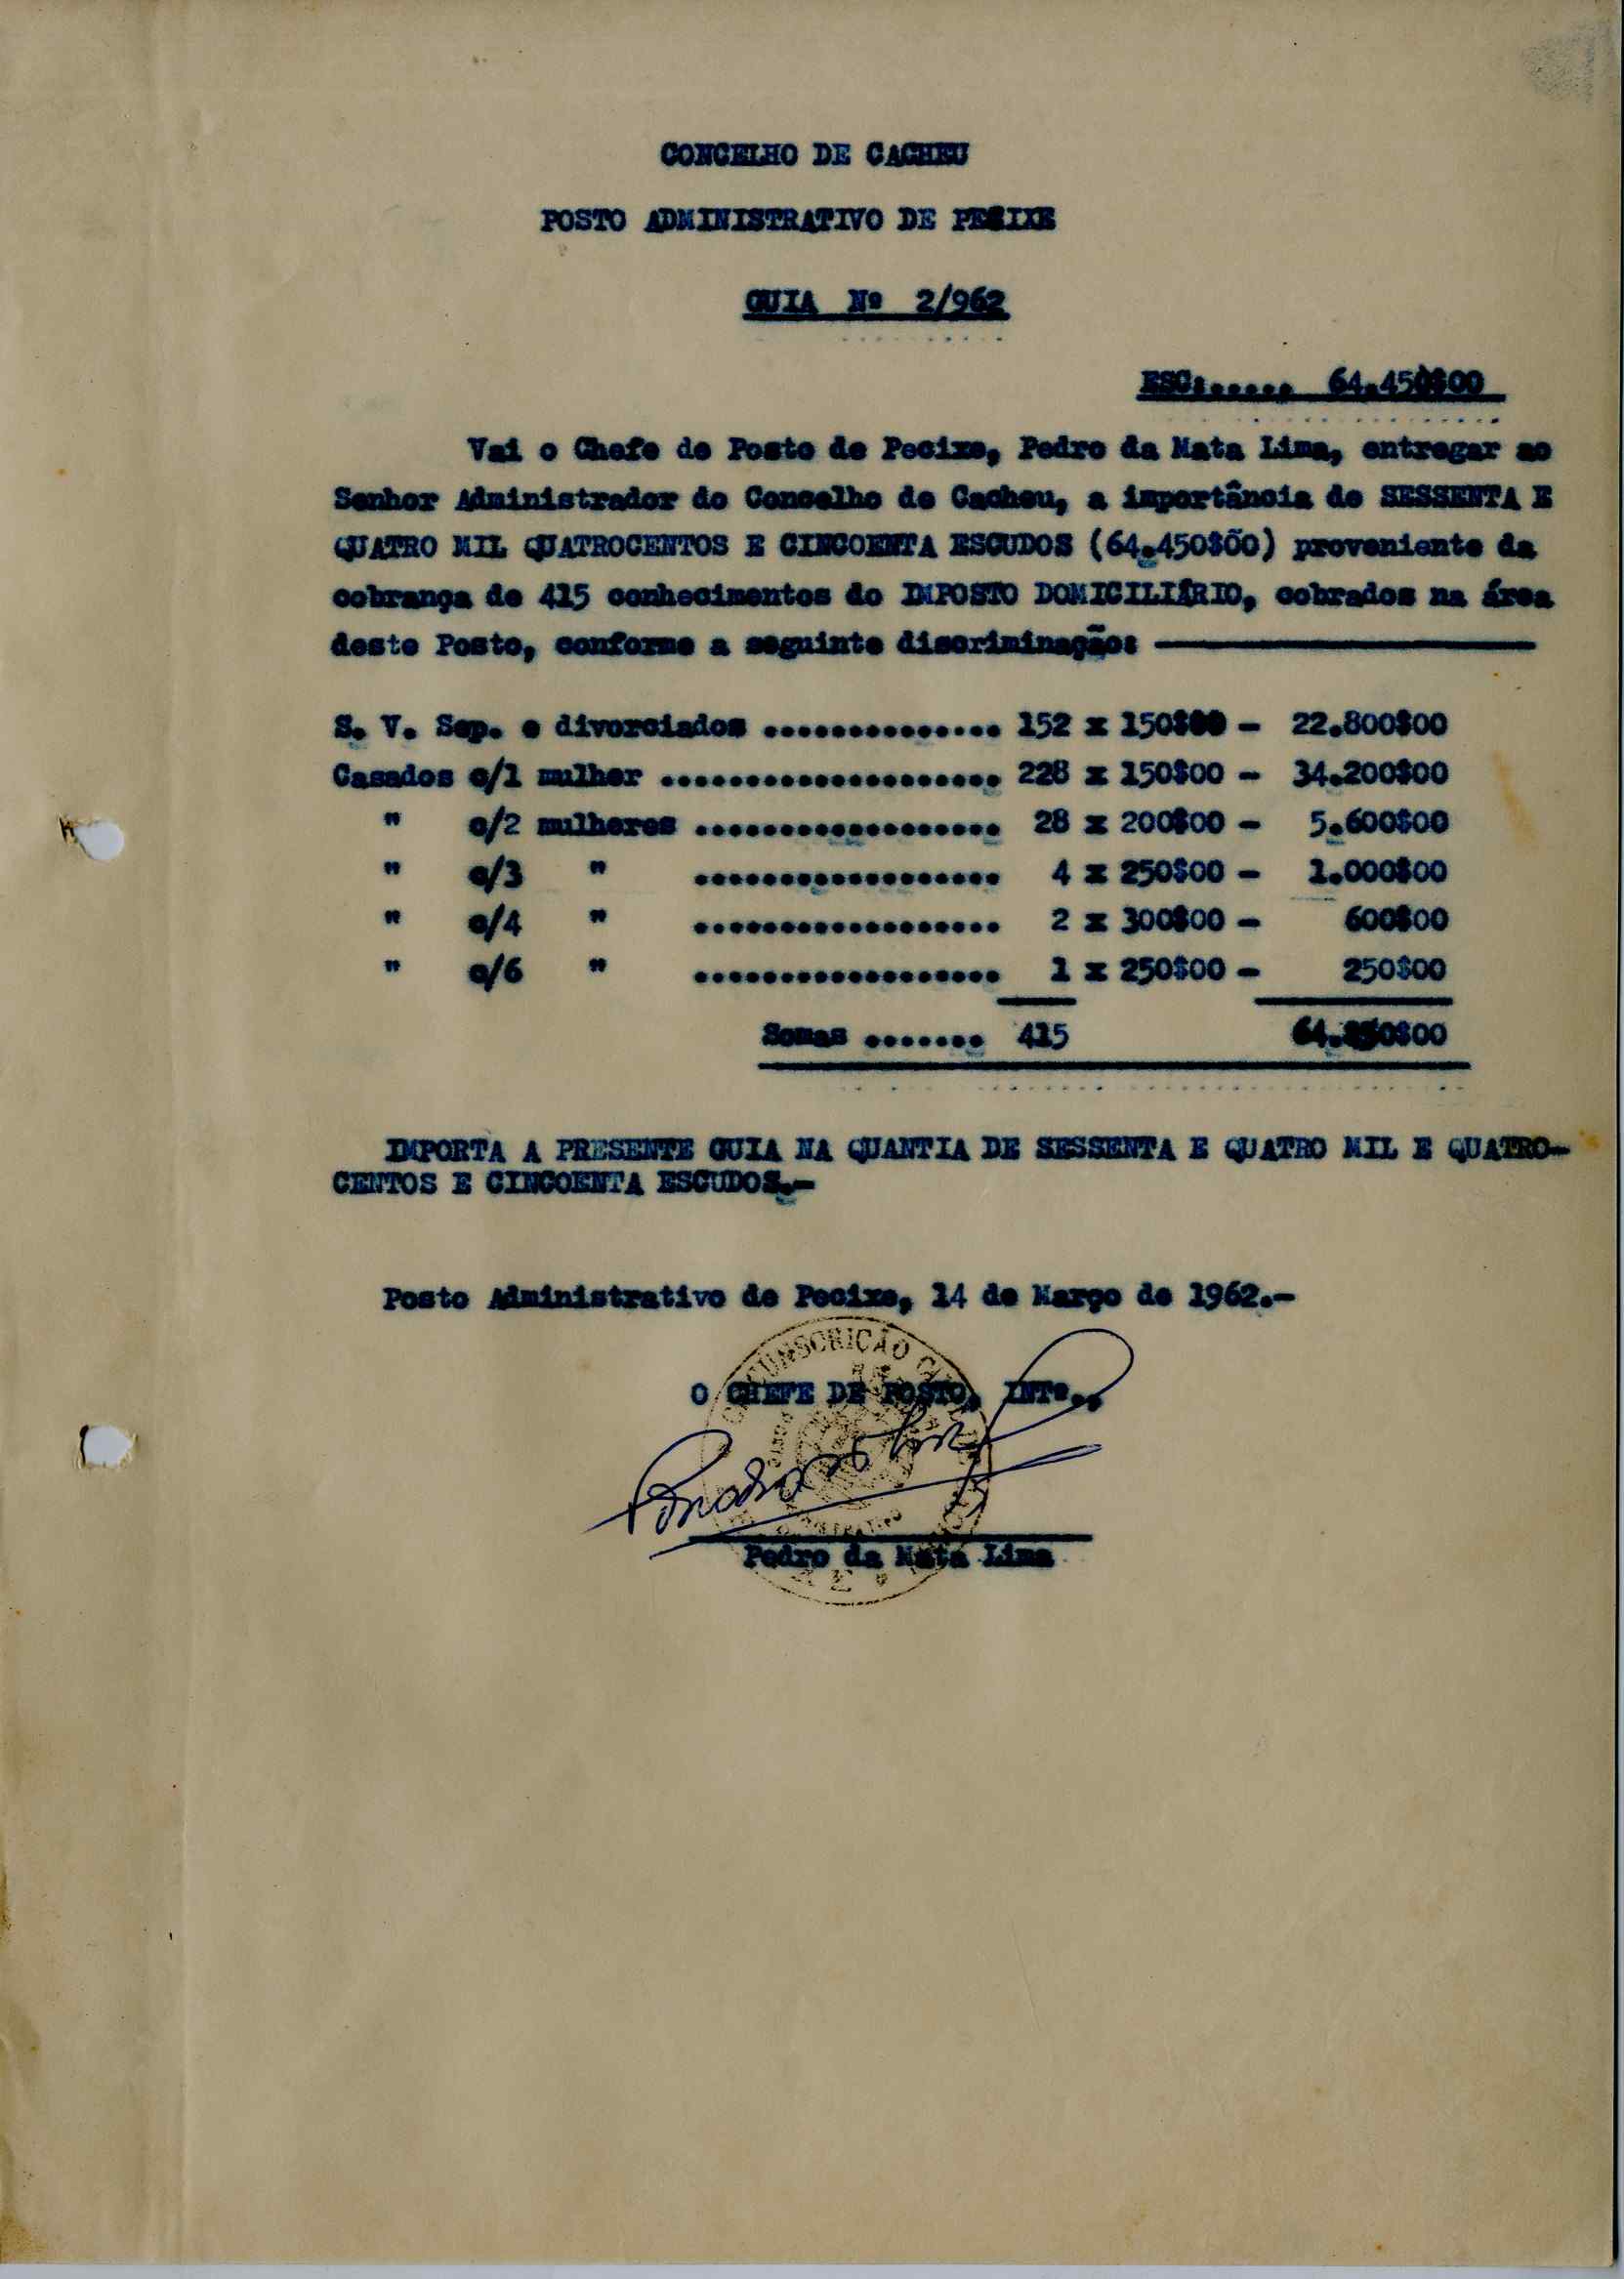 CONCELHO DE CACHEU
POSTO ADMINISTRATIVO DE PECIXE
GUIA Nº 2/962
ESC:..... 64.450$00
Vai o Chefe de Posto de Pecixe, Pedro da Mata Lima, entregar ao
Senhor Administrador do Concelho de Cacheu, a importância de SESSENTA E
QUATRO MIL QUATROCENTOS E CINCOENTA ESCUDOS (64.450$õo) proveniente da
cobrança de 415 conhecimentos do IMPOSTO DOMICILIÁRIO, cobrados na área
deste Posto, conforme a seguinte discriminação:
S. V. Sep. e divorciados .............. 152 x 150$00 - 22.800$00
Casados c/1 mulher .................... 228 x 150$00 - 34.200$00
" c/2 mulheres .................. 28 x 200$00 - 5.600$00
" c/3 " .................. 4 x 250$00 - 1.000$00
" c/4 " .................. 2 x 300$00 - 600$00
" c/6 " .................. 1 x 250$00 - 250$00
Somas ....... 415
IMPORTA A PRESENTE GUIA NA QUANTIA DE SESSENTA E QUATRO MIL E QUATRO-
CENTOS E CINCOENTA ESCUDOS.-
Posto Administrativo de Pecixe, 14 de Março de 1962.-
O CHEFE DE POSTO, INTº.,
Pedro da Mata Lima